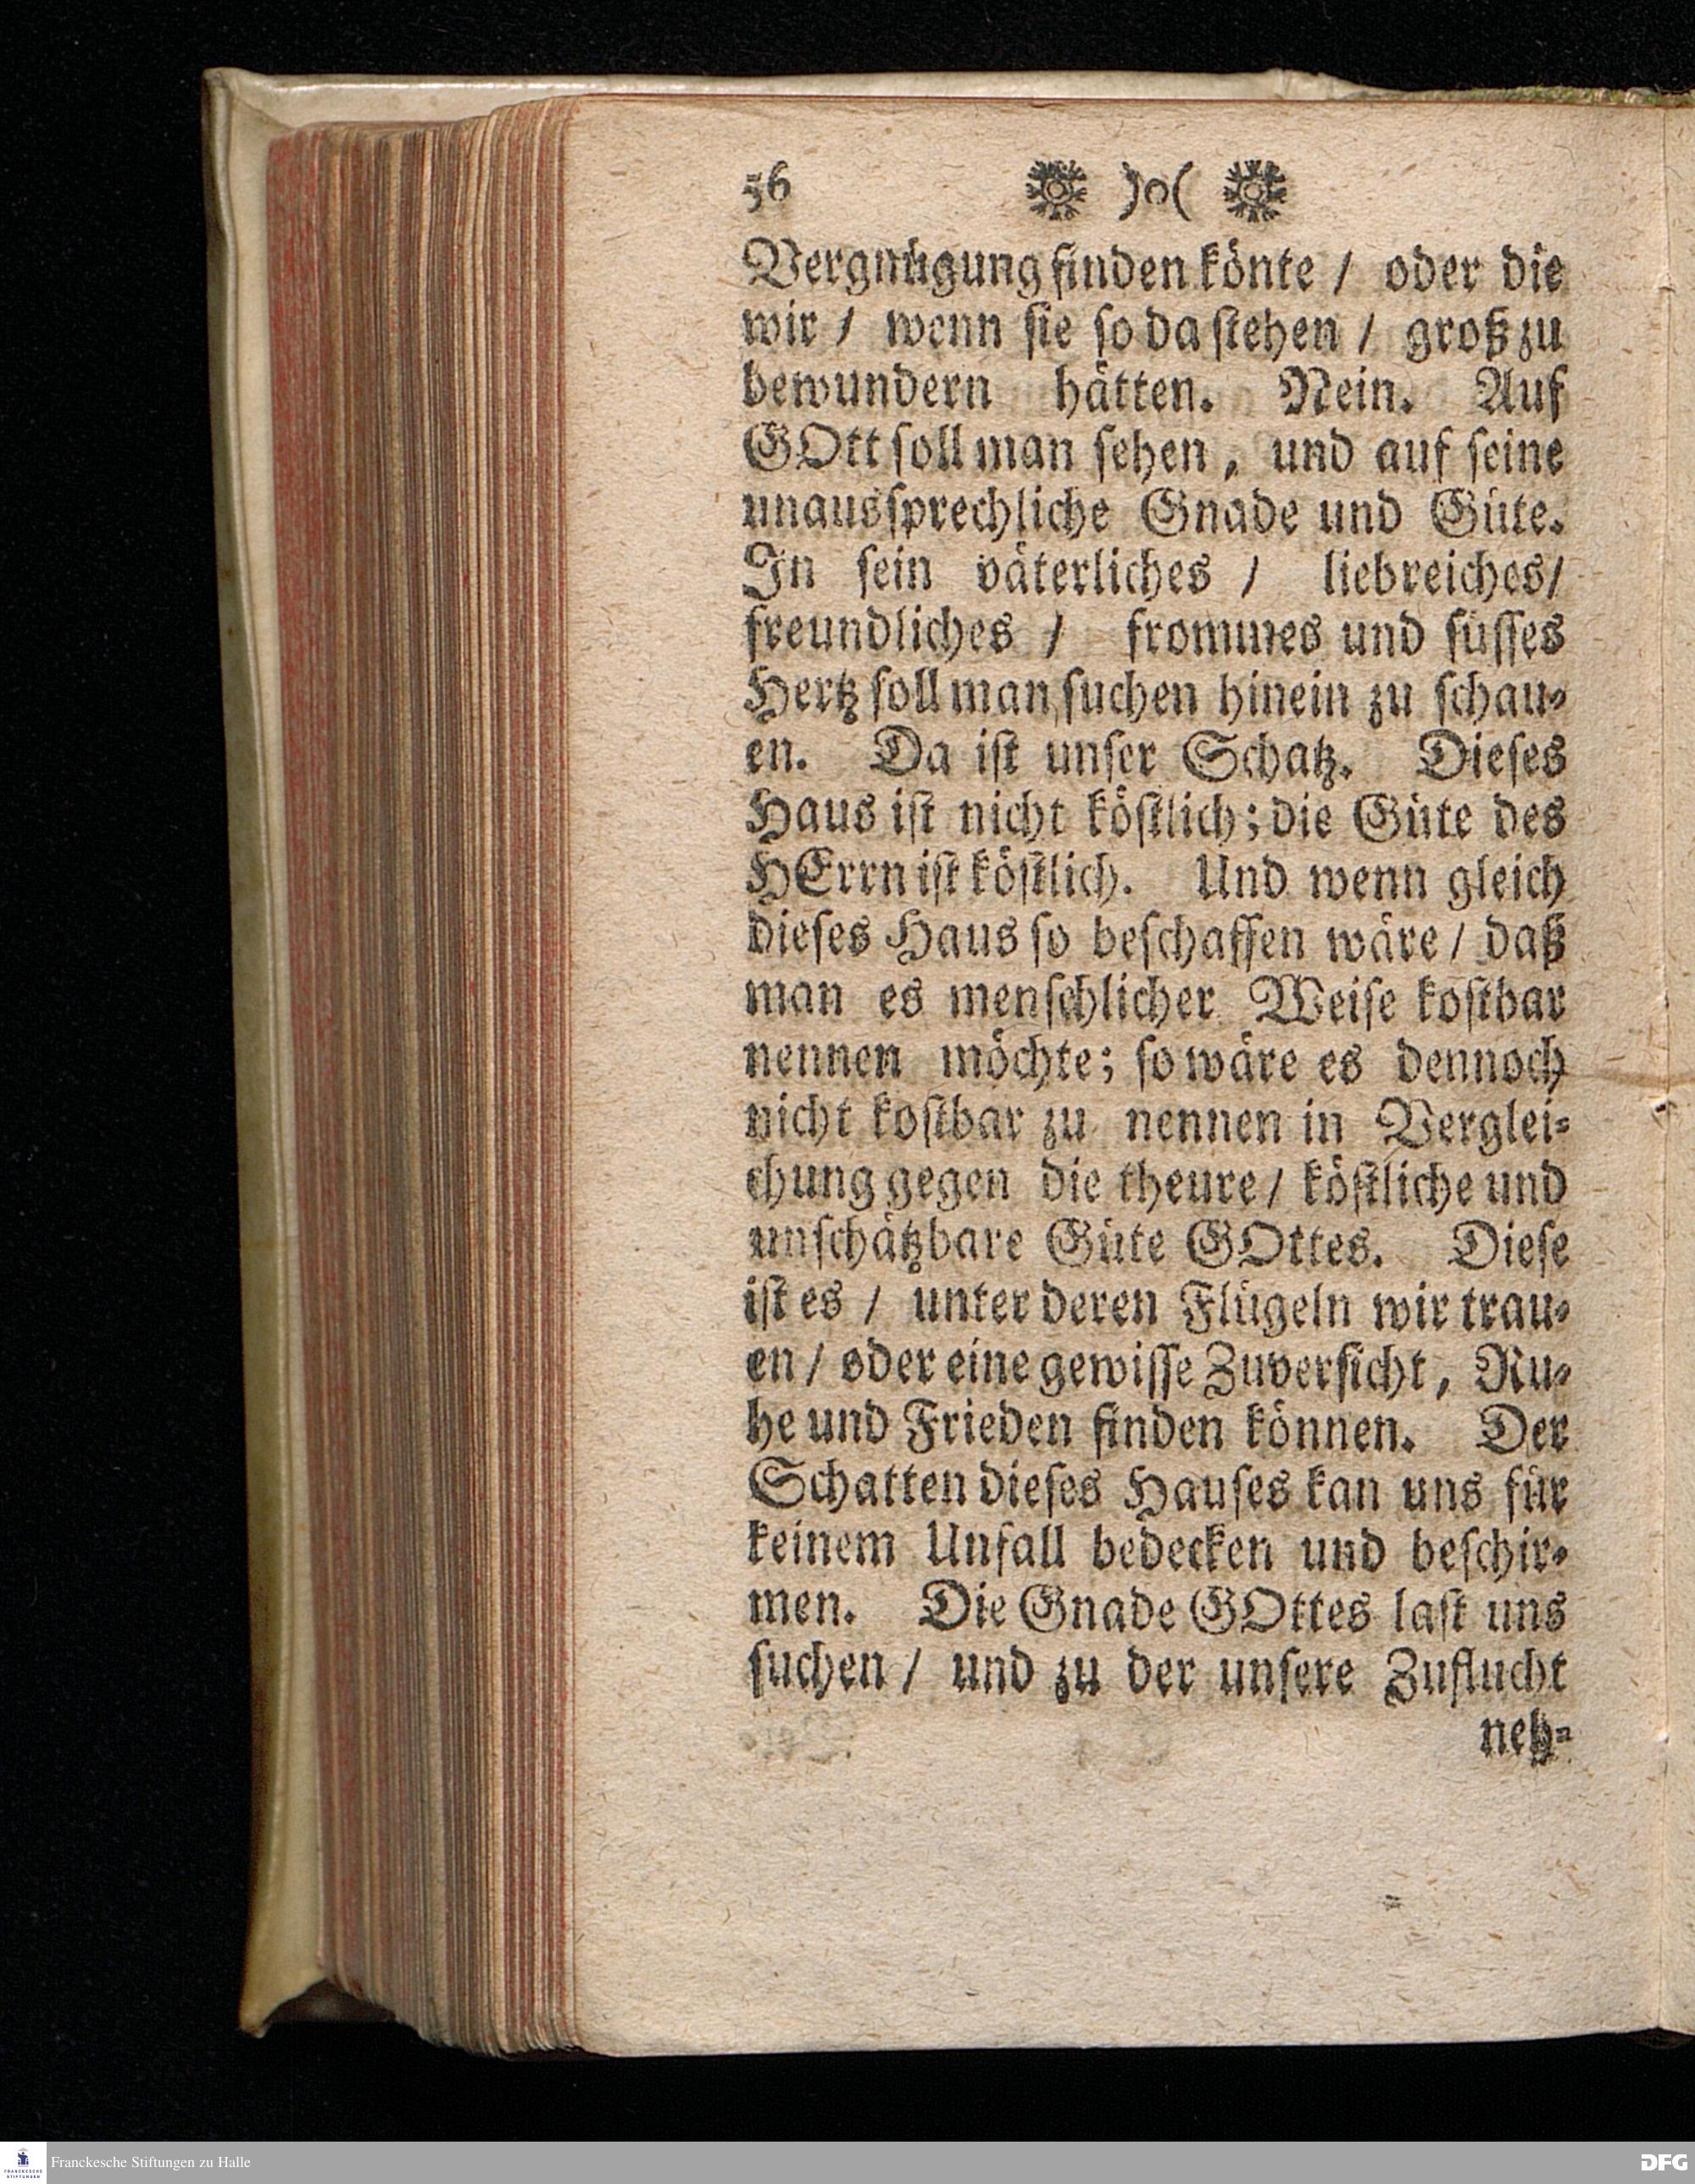 56 )o(
Vergnügung finden könte / oder die
wir / wenn sie so da stehen / groß zu
bewundern hätten. Nein. Auf
GOtt soll man sehen, und auf seine
unaussprechliche Gnade und Güte.
In sein väterliches / liebreiches/
freundliches / frommes und süsses
Hertz soll man suchen hinein zu schau-
en. Da ist unser Schatz. Dieses
Haus ist nicht köstlich; die Güte des
HErrn ist köstlich. Und wenn gleich
dieses Haus so beschaffen wäre / daß
man es menschlicher Weise kostbar
nennen möchte; so wäre es dennoch
nicht kostbar zu nennen in Verglei-
chung gegen die theure / köstliche und
unschätzbare Güte GOttes. Diese
ist es / unter deren Flügeln wir trau-
en / oder eine gewisse Zuversicht, Ru-
he und Frieden finden können. Der
Schatten dieses Hauses kan uns für
keinem Unfall bedecken und beschir-
men. Die Gnade GOttes last uns
suchen / und zu der unsere Zuflucht
neh-
FRANCKESCHE STIFTUNGEN
Franckesche Stiftungen zu Halle
DFG